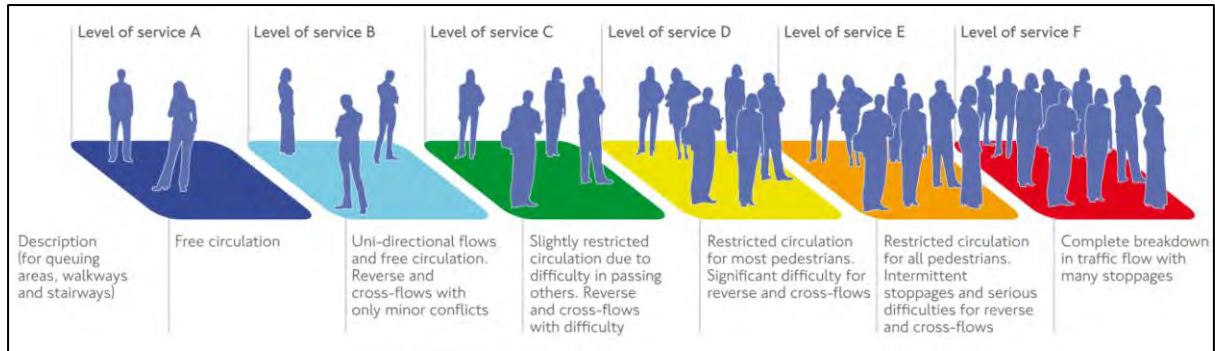 Level of service A
Level of service B
Level of service C
Level of service D
Level of service E
Level of service F
Description
(for queuing
areas, walkways
and stairways)
Free circulation
Uni-directional flows
and free circulation.
Reverse and
cross-flows with
only minor conflicts
Slightly restricted
circulation due to
difficulty in passing
others. Reverse
and cross-flows
with difficulty
Restricted circulation
for most pedestrians.
Significant difficulty for
reverse and cross-flows
Restricted circulation
for all pedestrians.
Intermittent
stoppages and serious
difficulties for reverse
and cross-flows
Complete breakdown
in traffic flow with
many stoppages